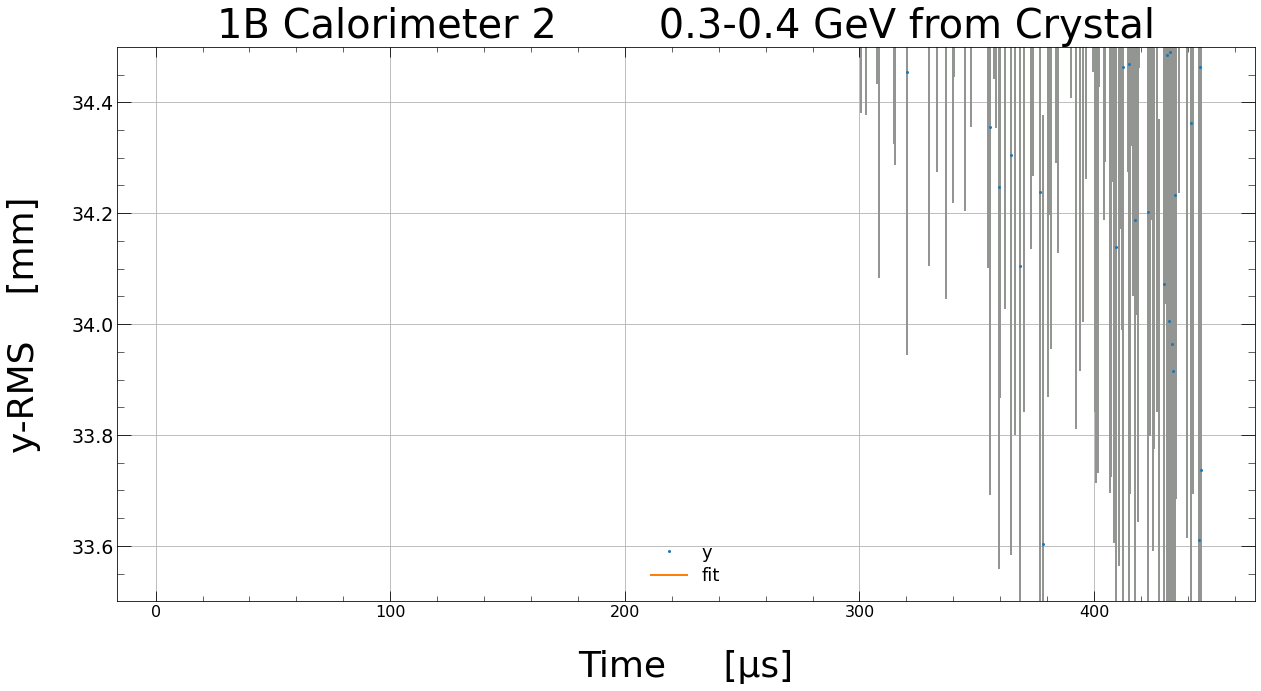 1B Calorimeter 2 0.3-0.4 GeV from Crystal
y-RMS [mm]
34.4
34.2
34.0
33.8
33.6
y
fit
0 100 200 300 400
Time [μs]